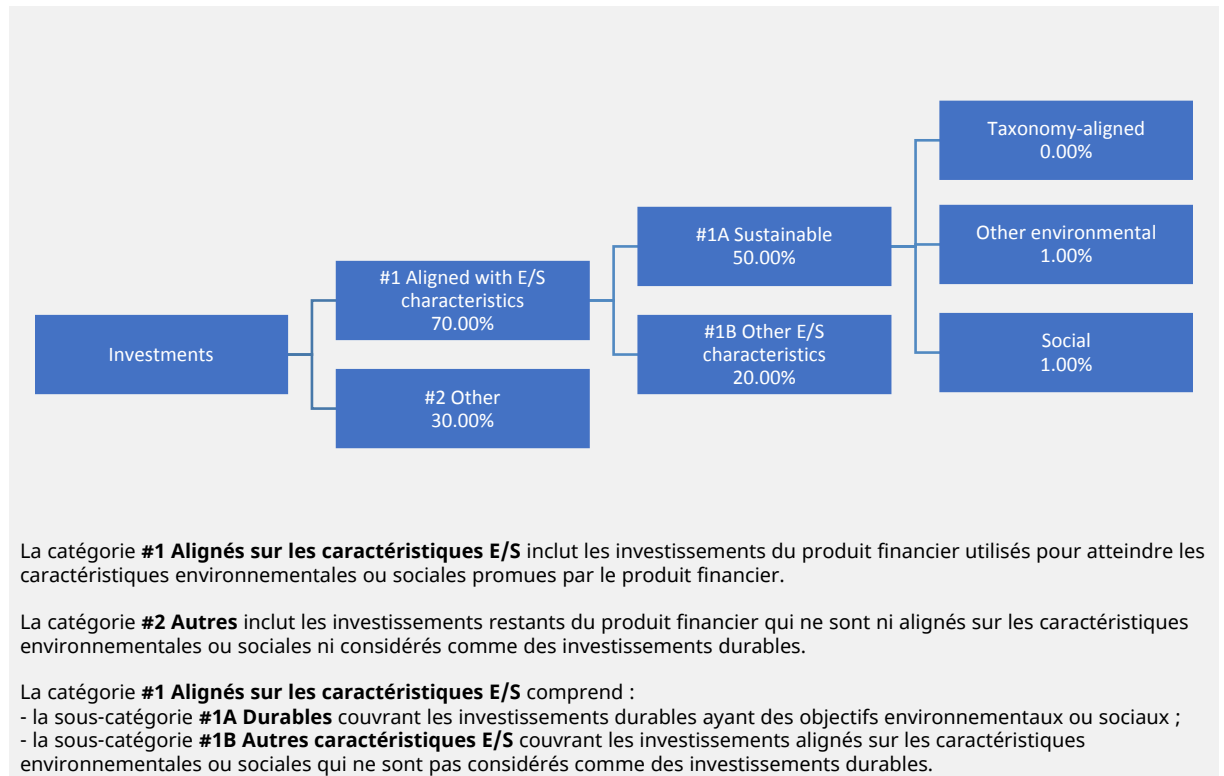 Taxonomy-aligned
0.00%
#1A Sustainable
50.00%
Other environmental
1.00%
#1 Aligned with E/S
characteristics
70.00%
Investments
#1B Other E/S
characteristics
20.00%
Social
1.00%
#2 Other
30.00%
La catégorie #1 Alignés sur les caractéristiques E/S inclut les investissements du produit financier utilisés pour atteindre les
caractéristiques environnementales ou sociales promues par le produit financier.
La catégorie #2 Autres inclut les investissements restants du produit financier qui ne sont ni alignés sur les caractéristiques
environnementales ou sociales ni considérés comme des investissements durables.
La catégorie #1 Alignés sur les caractéristiques E/S comprend :
- la sous-catégorie #1A Durables couvrant les investissements durables ayant des objectifs environnementaux ou sociaux ;
- la sous-catégorie #1B Autres caractéristiques E/S couvrant les investissements alignés sur les caractéristiques
environnementales ou sociales qui ne sont pas considérés comme des investissements durables.